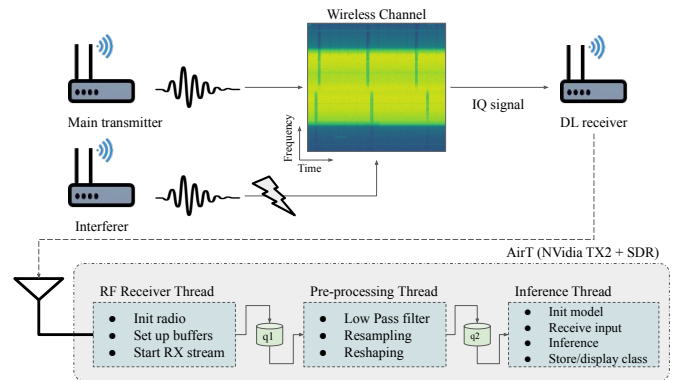 Wireless Channel
Main transmitter
IQ signal
DL receiver
Frequency
Time
Interferer
AirT (NVidia TX2 + SDR)
RF Receiver Thread
● Init radio
● Set up buffers
● Start RX stream
q1
Pre-processing Thread
● Low Pass filter
● Resampling
● Reshaping
q2
Inference Thread
● Init model
● Receive input
● Inference
● Store/display class